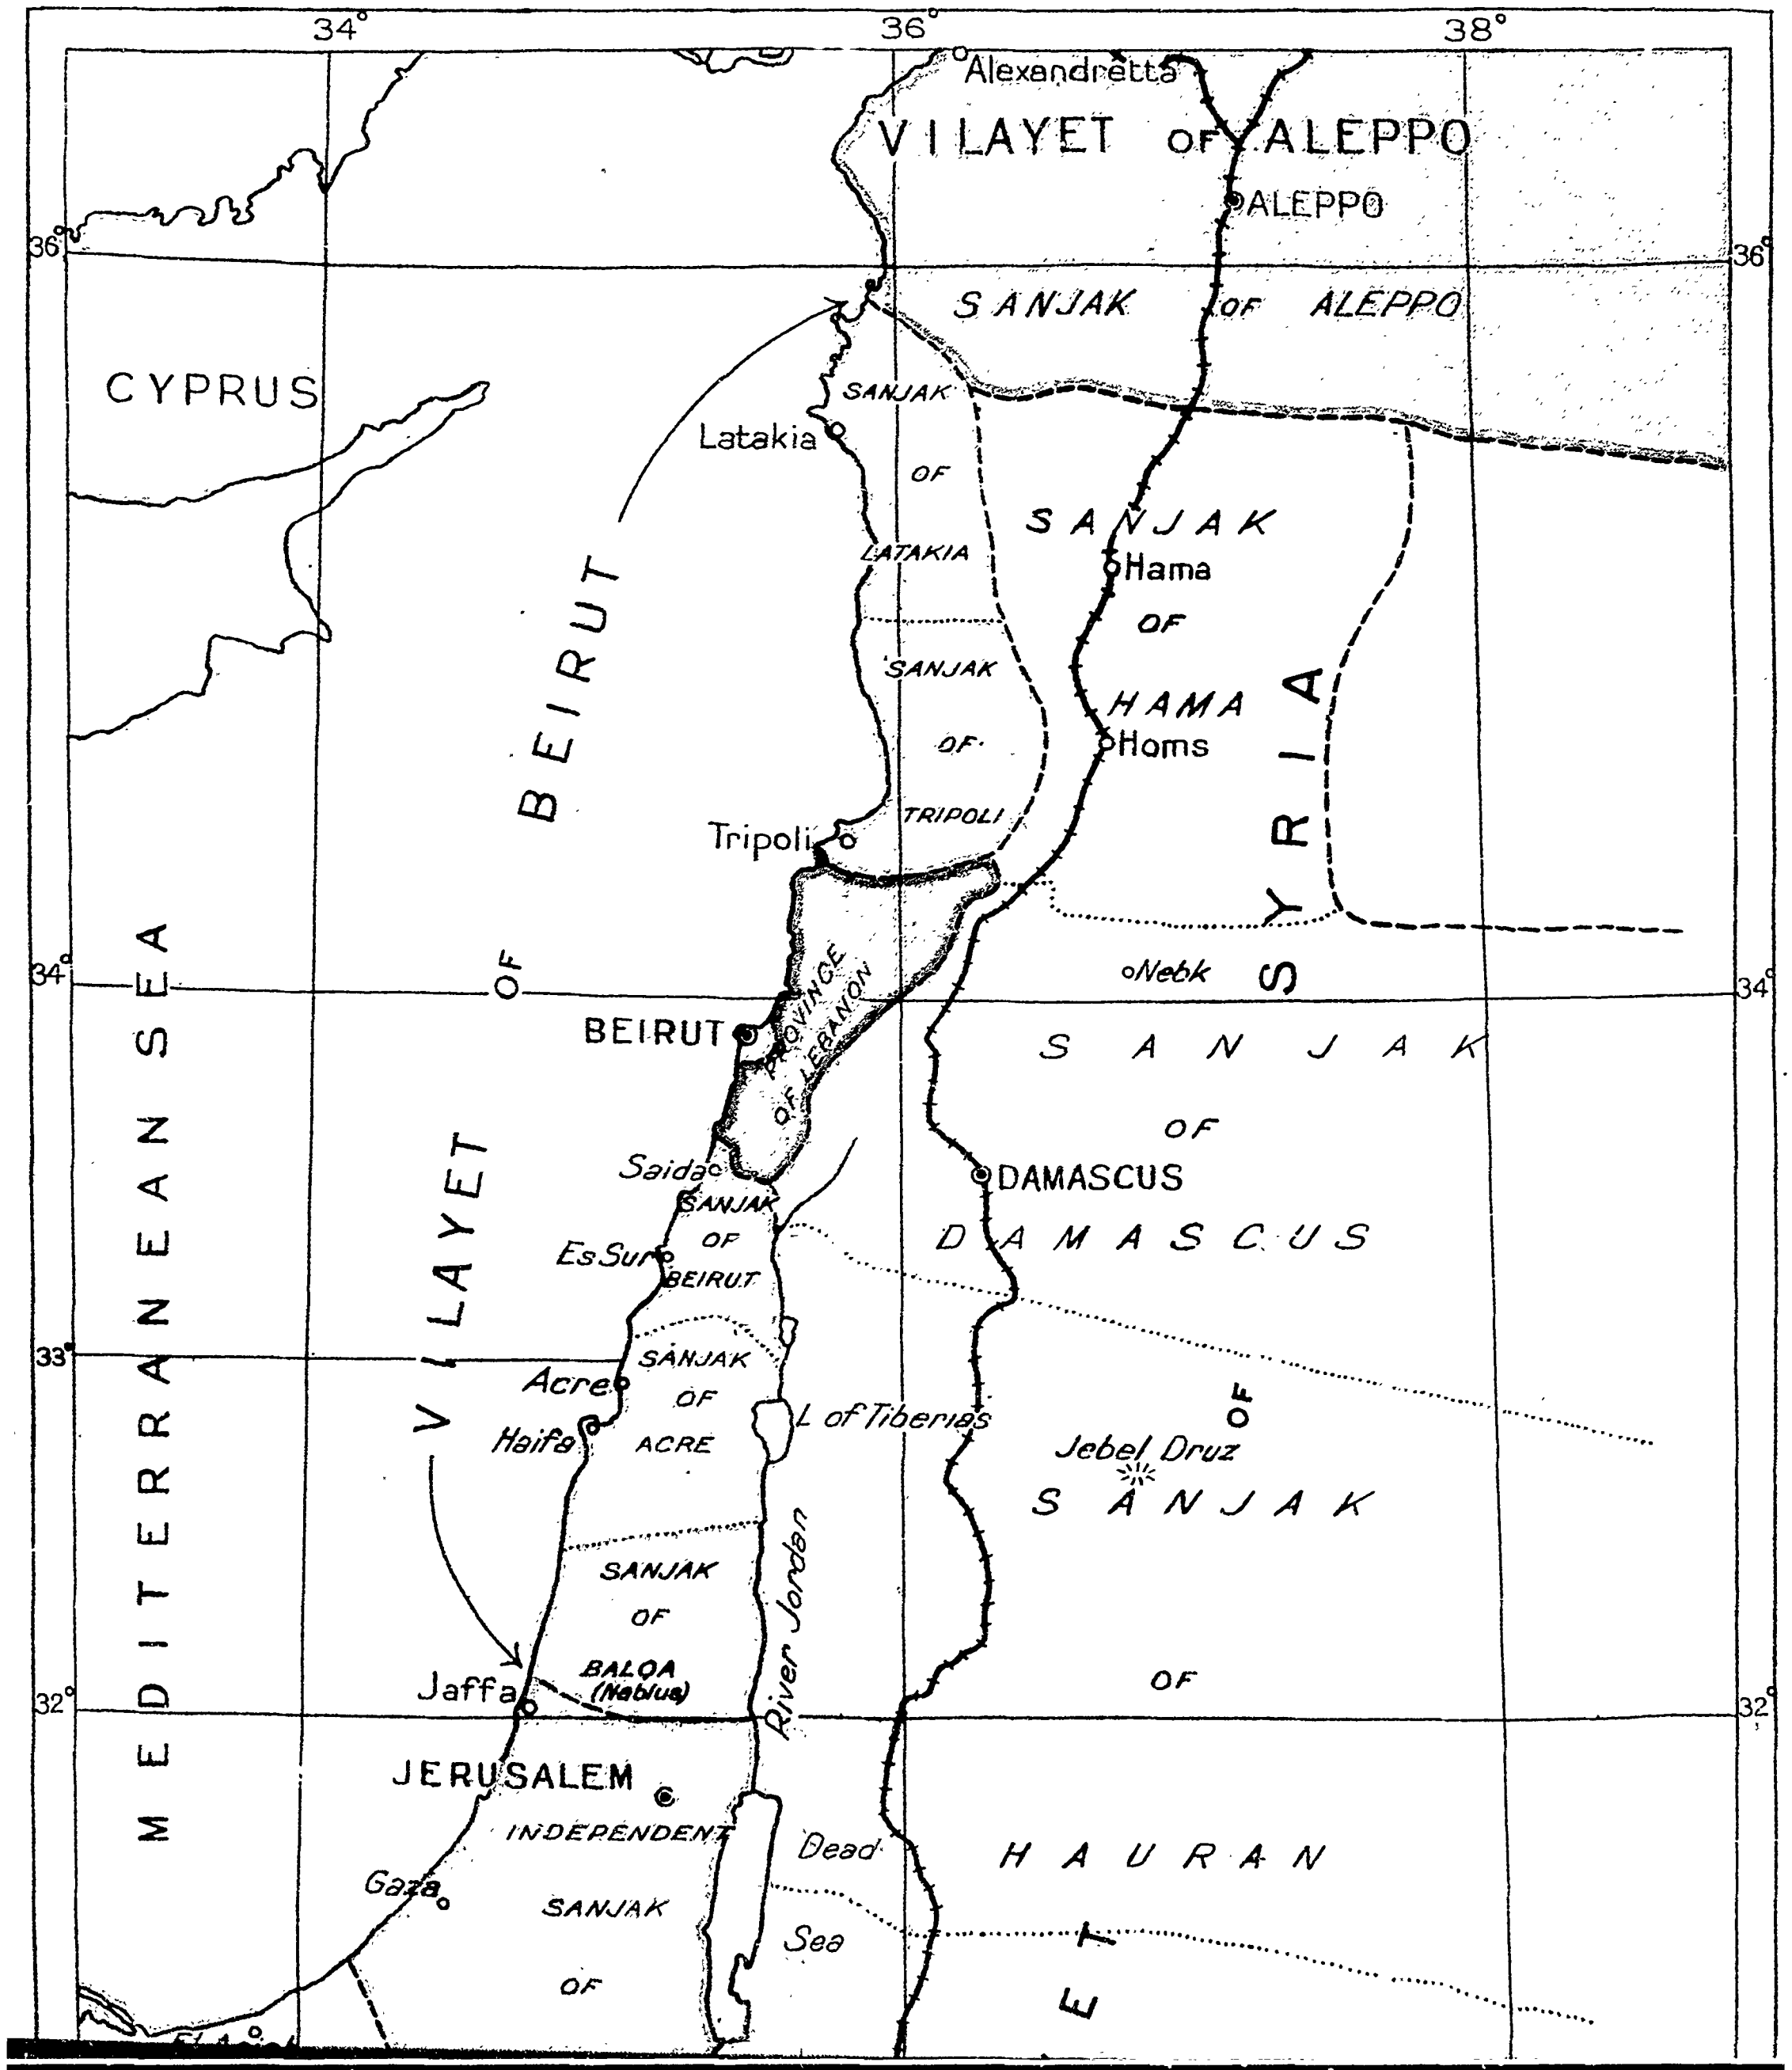 34°
36°
38°
Alexandretta
VILAYET OF ALEPPO
ALEPPO
36°
36°
SANJAK OF ALEPPO
CYPRUS
SANJAK
OF
LATAKIA
Latakia
SANJAK
Hama
OF
HAMA
Homs
SANJAK
OF
TRIPOLI
Tripoli
VILAYET OF BEIRUT
SYRIA
OF
ET
MEDITERRANEAN SEA
34°
34°
Nebk
PROVINCE
OF LEBANON
BEIRUT
SANJAK
OF
DAMASCUS
DAMASCUS
Saida
SANJAK
OF
BEIRUT
Es Sur
33°
SANJAK
OF
ACRE
Acre
Haifa
L of Tiberias
Jebel Druz
SANJAK
OF
HAURAN
SANJAK
OF
BALQA
(Nablus)
River Jordan
Jaffa
32°
32°
JERUSALEM
INDEPENDENT
SANJAK
OF
Gaza
Dead
Sea